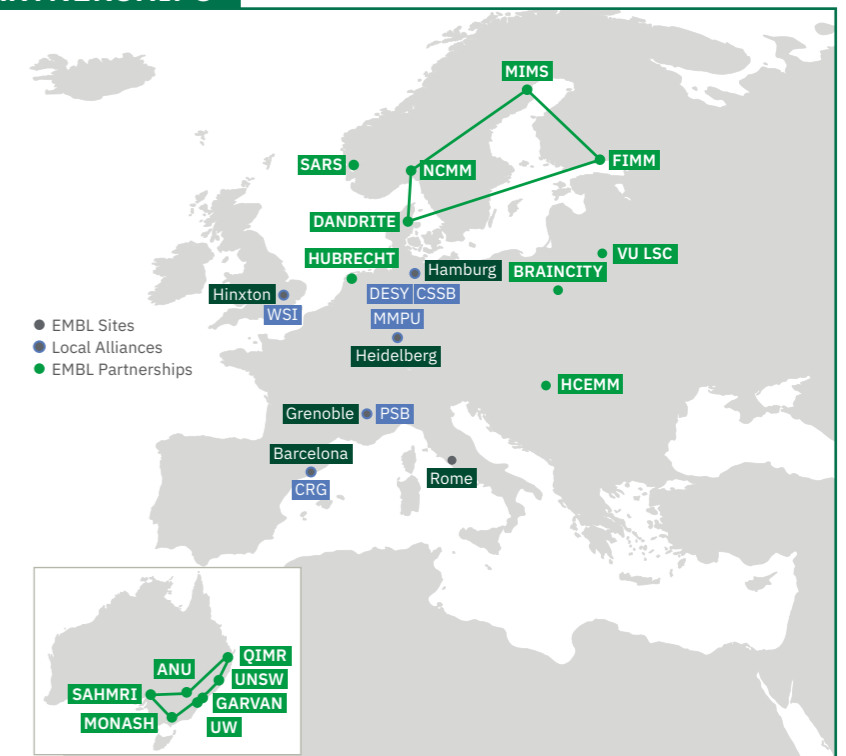 MIMS
SARS
NCMM
FIMM
DANDRITE
HUBRECHT
VU LSC
Hamburg
BRAINCITY
Hinxton
DESY CSSB
WSI
MMPU
EMBL Sites
Local Alliances
Heidelberg
EMBL Partnerships
HCEMM
Grenoble
PSB
Barcelona
Rome
CRG
QIMR
ANU
UNSW
SAHMRI
GARVAN
MONASH
UW